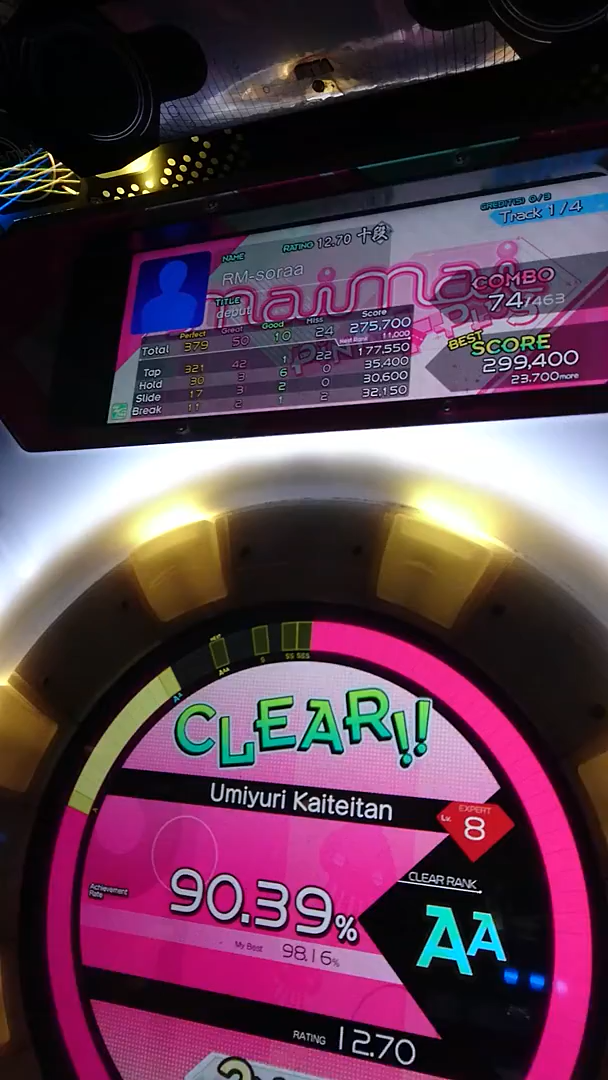 CREDIT(S) 0/3
Track 1/4
RATING 12.70 十段
NAME
RM-soraa
TITLE
debut
maimai
COMBO
74/463
BEST SCORE
299,400
23,700more
Perfect Great Good Miss Score
Total 379 50 10 24 275,700
Next Rank 11,000
Tap 321 42 1 22 177,550
Hold 30 3 6 0 35,400
Slide 17 3 2 0 30,600
Break 11 2 1 2 32,150
NEXT
A AA AAA S SS SSS
CLEAR!!
Umiyuri Kaiteitan
EXPERT
Lv. 8
Achievement Rate
90.39%
CLEAR RANK
AA
My Best 98.16%
RATING 12.70